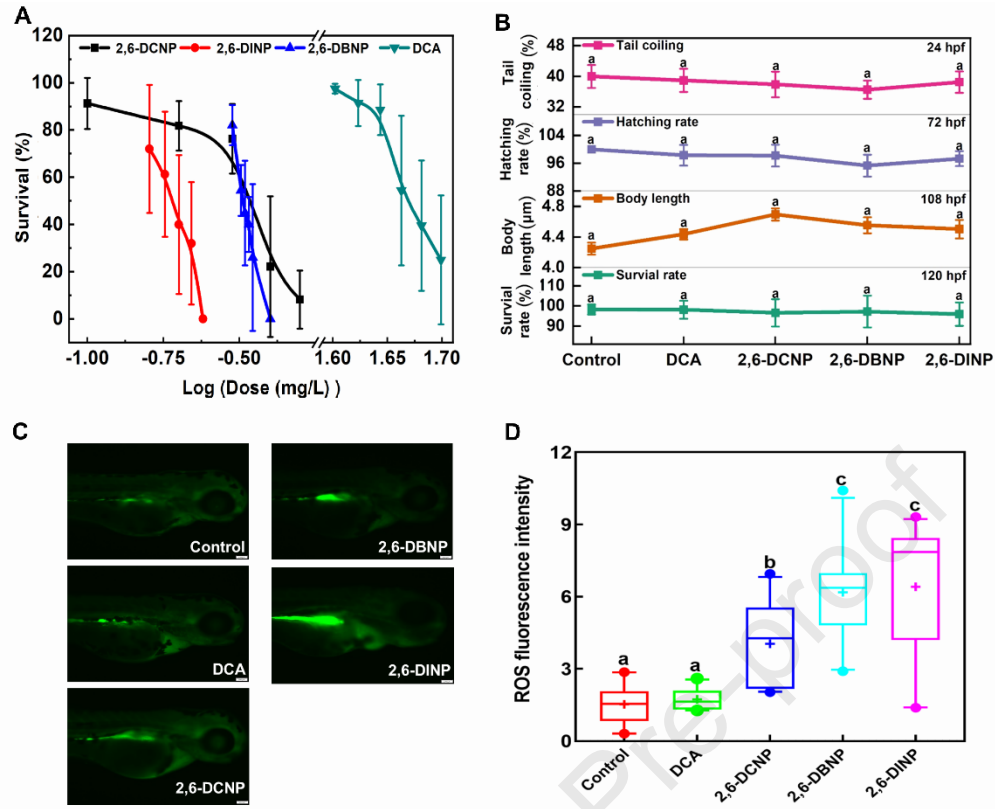 A
2,6-DCNP 2,6-DINP 2,6-DBNP DCA
120
100
80
60
40
20
0
Survival (%)
-1.00 -0.75 -0.50 1.60 1.65 1.70
Log (Dose (mg/L) )
B
Tail coiling
24 hpf
48
40
32
Tail
coiling (%)
a a a a a
Hatching rate
72 hpf
104
96
88
Hatching
rate (%)
a a a a a
Body length
108 hpf
4.8
4.4
4.0
Body
length (μm)
a a a a a
Survial rate
120 hpf
110
100
90
Survial
rate (%)
a a a a a
Control DCA 2,6-DCNP 2,6-DBNP 2,6-DINP
C
Control
2,6-DBNP
DCA
2,6-DINP
2,6-DCNP
D
12
9
6
3
0
ROS fluorescence intensity
a a b c c
Control DCA 2,6-DCNP 2,6-DBNP 2,6-DINP
Pre-proof